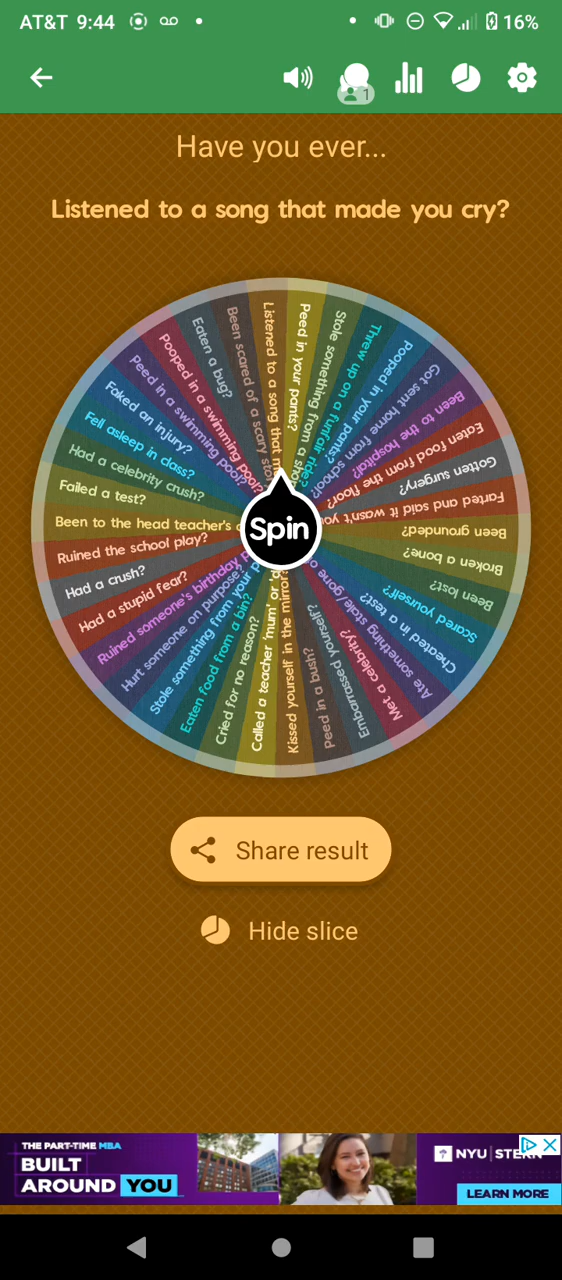 AT&T 9:44
16%
1
Have you ever...
Listened to a song that made you cry?
Listened to a song that
Peed in your pants?
Stole something from a
Threw up on a funfair ride?
Pooped in your pants?
Got sent home from school?
Been to the hospital?
Eaten food from the floor?
Gotten surgery?
Farted and said it wasn't
Been grounded?
Broken a bone?
Been lost?
Scared yourself?
Cheated in a test?
Ate something stale/gone
Met a celebrity?
Embarrassed yourself?
Peed in a bush?
Kissed yourself in the mirror?
Called a teacher 'mum' or
Cried for no reason?
Eaten food from a bin?
Stole something from your
Hurt someone on purpose?
Ruined someone's birthday
Had a stupid fear?
Had a crush?
Ruined the school play?
Been to the head teacher's
Failed a test?
Had a celebrity crush?
Fell asleep in class?
Faked an injury?
Peed in a swimming pool?
Pooped in a swimming pool?
Eaten a bug?
Been scared of a scary
Spin
Share result
Hide slice
THE PART-TIME MBA
BUILT
AROUND YOU
NYU STERN
LEARN MORE